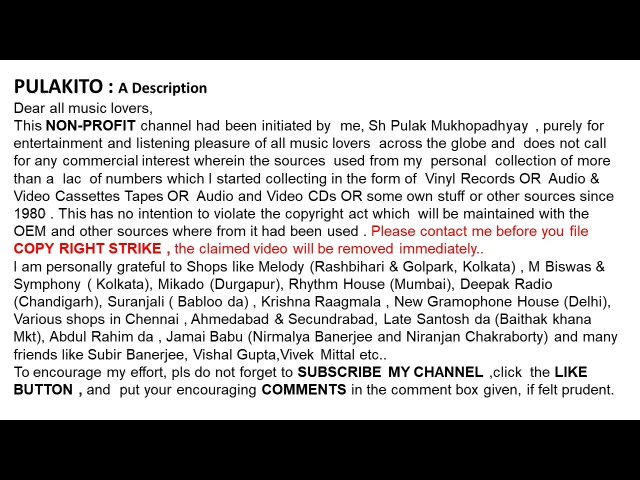 PULAKITO : A Description
Dear all music lovers,
This NON-PROFIT channel had been initiated by me, Sh Pulak Mukhopadhyay , purely for
entertainment and listening pleasure of all music lovers across the globe and does not call
for any commercial interest wherein the sources used from my personal collection of more
than a lac of numbers which I started collecting in the form of Vinyl Records OR Audio &
Video Cassettes Tapes OR Audio and Video CDs OR some own stuff or other sources since
1980 . This has no intention to violate the copyright act which will be maintained with the
OEM and other sources where from it had been used . Please contact me before you file
COPY RIGHT STRIKE , the claimed video will be removed immediately..
I am personally grateful to Shops like Melody (Rashbihari & Golpark, Kolkata) , M Biswas &
Symphony ( Kolkata), Mikado (Durgapur), Rhythm House (Mumbai), Deepak Radio
(Chandigarh), Suranjali ( Babloo da) , Krishna Raagmala , New Gramophone House (Delhi),
Various shops in Chennai , Ahmedabad & Secundrabad, Late Santosh da (Baithak khana
Mkt), Abdul Rahim da , Jamai Babu (Nirmalya Banerjee and Niranjan Chakraborty) and many
friends like Subir Banerjee, Vishal Gupta,Vivek Mittal etc..
To encourage my effort, pls do not forget to SUBSCRIBE MY CHANNEL ,click the LIKE
BUTTON , and put your encouraging COMMENTS in the comment box given, if felt prudent.